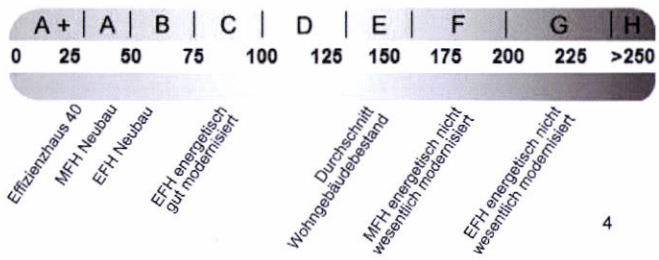 A+ | A | B | C | D | E | F | G | H
0 25 50 75 100 125 150 175 200 225 >250
Effizienzhaus 40
MFH Neubau
EFH Neubau
EFH energetisch
gut modernisiert
Durchschnitt
Wohngebäudebestand
MFH energetisch nicht
wesentlich modernisiert
EFH energetisch nicht
wesentlich modernisiert
4